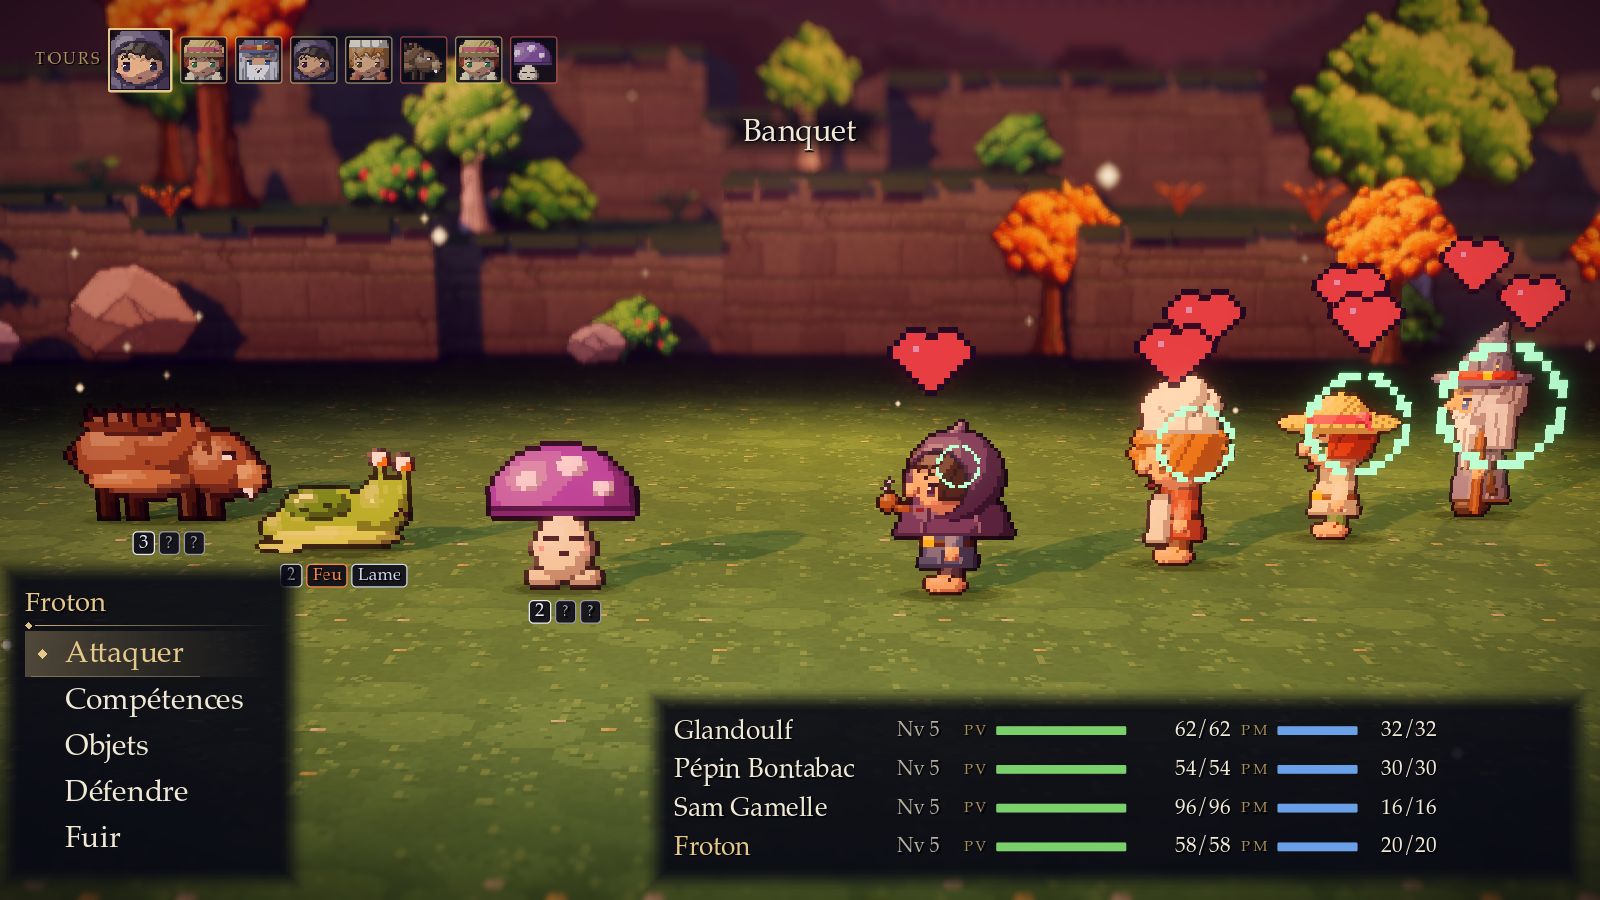 TOURS
Banquet
3 ? ?
2 Feu Lame
2 ? ?
Froton
Attaquer
Compétences
Objets
Défendre
Fuir
Glandoulf Nv 5 PV 62/62 PM 32/32
Pépin Bontabac Nv 5 PV 54/54 PM 30/30
Sam Gamelle Nv 5 PV 96/96 PM 16/16
Froton Nv 5 PV 58/58 PM 20/20